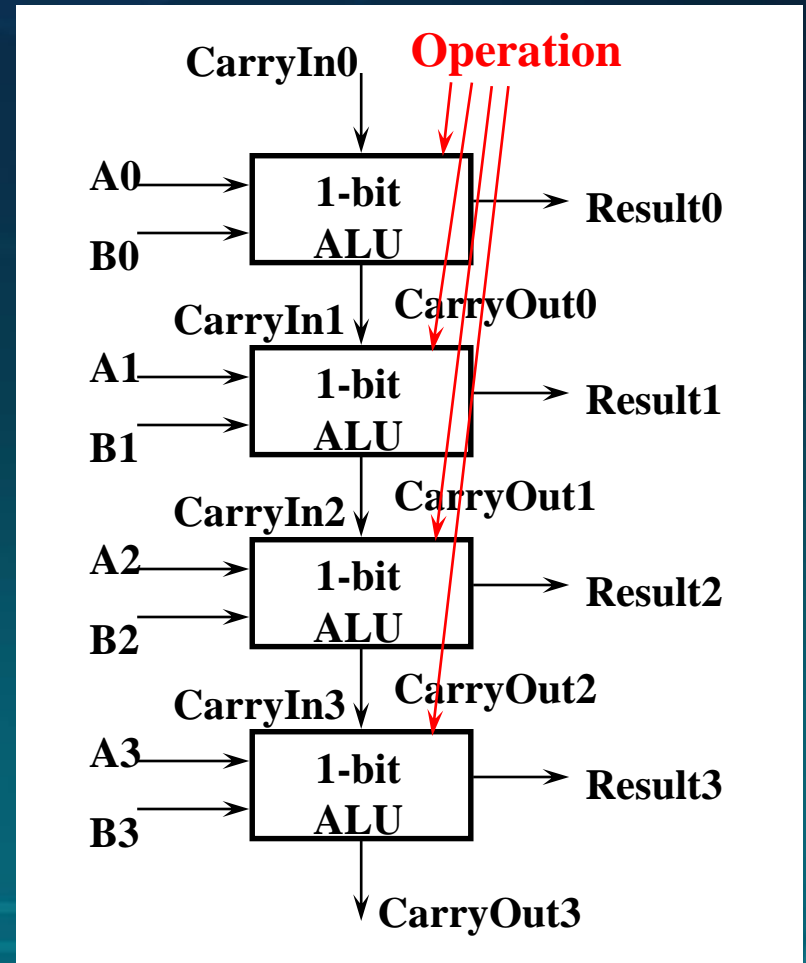 CarryIn0
Operation
A0
1-bit
ALU
B0
Result0
CarryIn1
CarryOut0
A1
1-bit
ALU
B1
Result1
CarryIn2
CarryOut1
A2
1-bit
ALU
B2
Result2
CarryIn3
CarryOut2
A3
1-bit
ALU
B3
Result3
CarryOut3